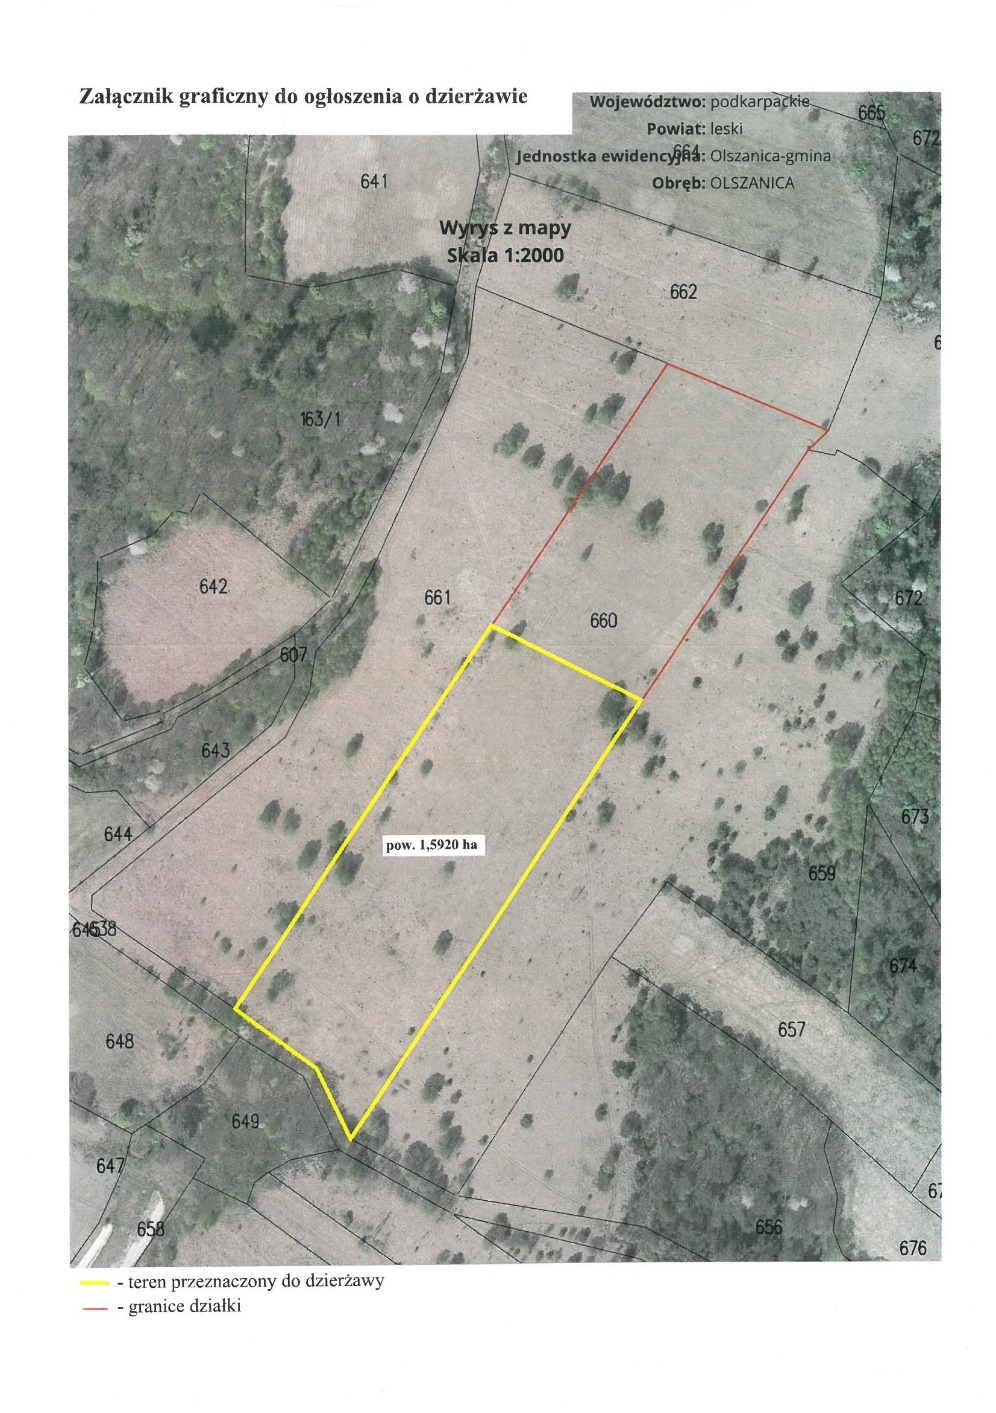 Załącznik graficzny do ogłoszenia o dzierżawie
Województwo: podkarpackie
Powiat: leski
Jednostka ewidencyjna: Olszanica-gmina
Obręb: OLSZANICA
665
672
664
641
Wyrys z mapy
Skala 1:2000
662
163/1
642
661
672
660
607
643
644
673
pow. 1,5920 ha
659
638
674
657
648
649
647
658
656
676
- teren przeznaczony do dzierżawy
- granice działki